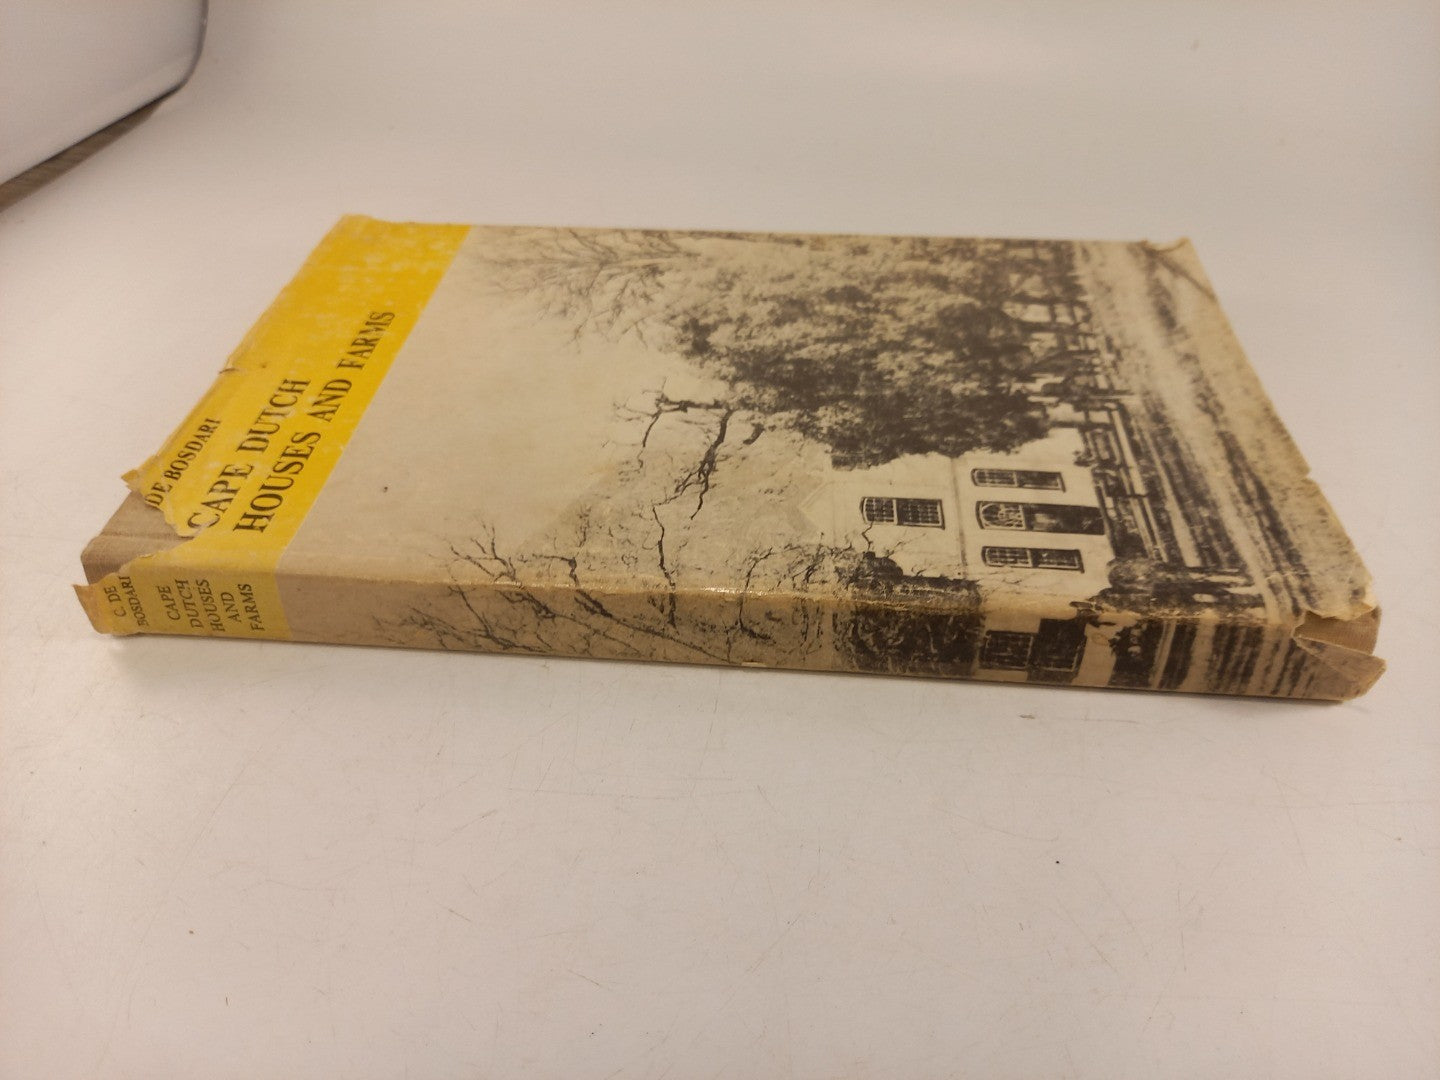 DE BOSDARI
CAPE DUTCH
HOUSES AND FARMS
C. DE
BOSDARI
CAPE
DUTCH
HOUSES
AND
FARMS